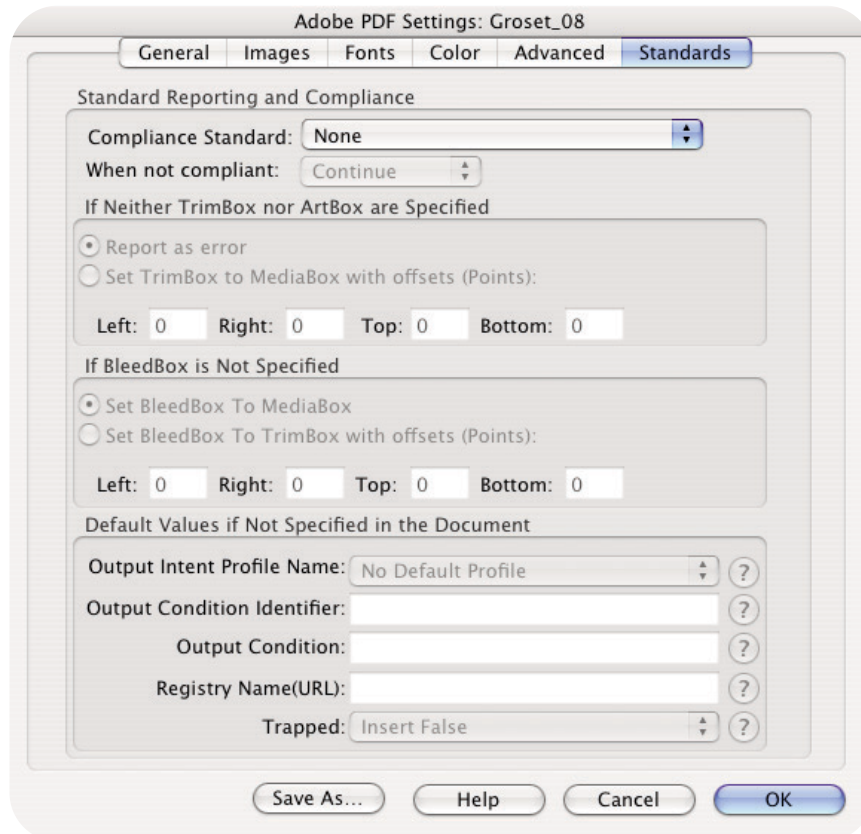 Adobe PDF Settings: Groset_08
General Images Fonts Color Advanced Standards
Standard Reporting and Compliance
Compliance Standard: None
When not compliant: Continue
If Neither TrimBox nor ArtBox are Specified
Report as error
Set TrimBox to MediaBox with offsets (Points):
Left: 0 Right: 0 Top: 0 Bottom: 0
If BleedBox is Not Specified
Set BleedBox To MediaBox
Set BleedBox To TrimBox with offsets (Points):
Left: 0 Right: 0 Top: 0 Bottom: 0
Default Values if Not Specified in the Document
Output Intent Profile Name: No Default Profile ?
Output Condition Identifier: ?
Output Condition: ?
Registry Name(URL): ?
Trapped: Insert False ?
Save As... Help Cancel OK